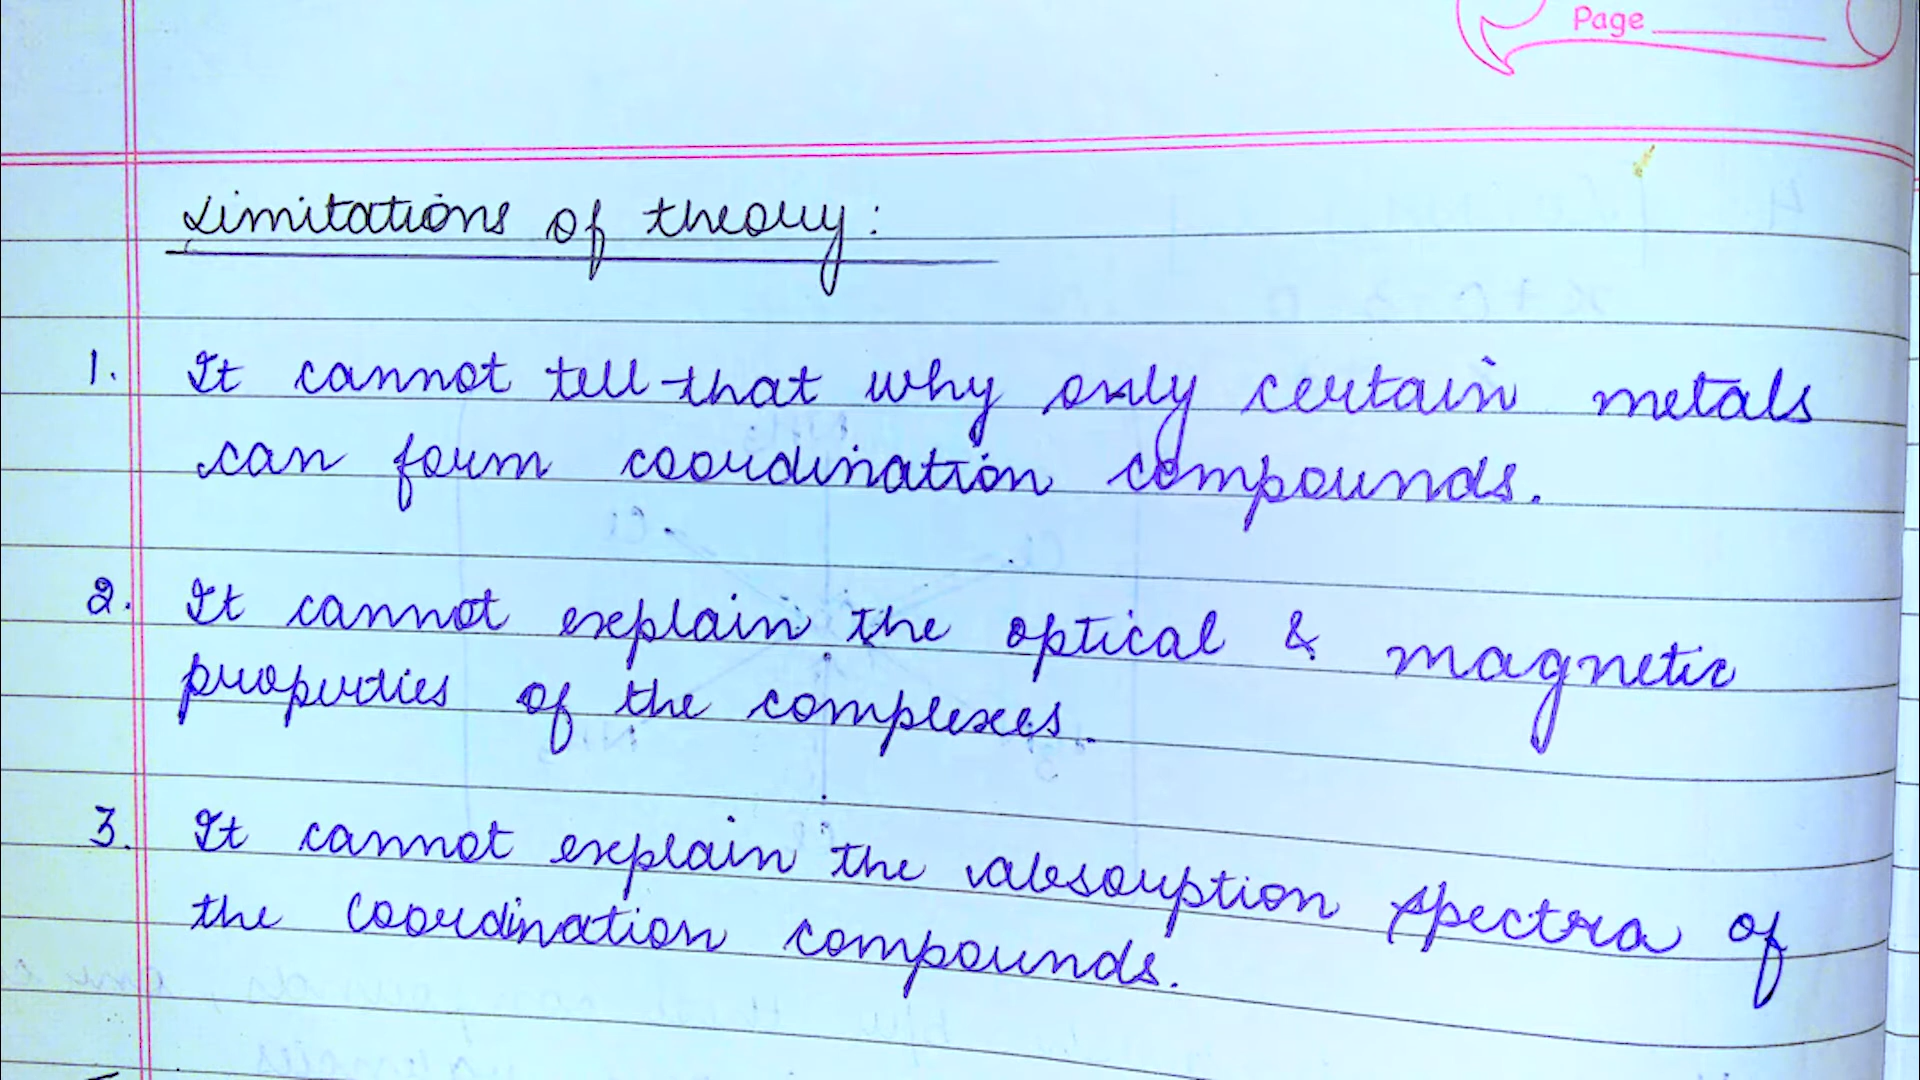 Page
Limitations of theory:
1. It cannot tell that why only certain metals
can form coordination compounds.
2. It cannot explain the optical & magnetic
properties of the complexes.
3. It cannot explain the absorption spectra of
the coordination compounds.